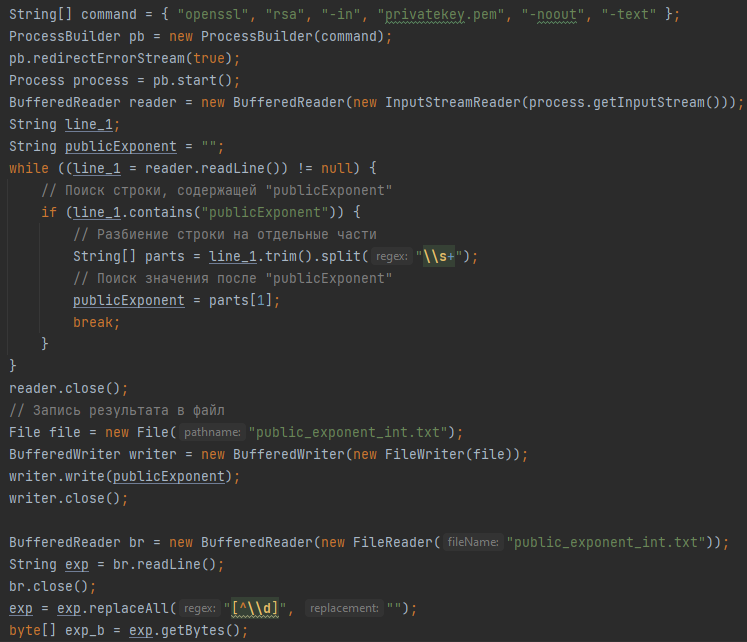 String[] command = { "openssl", "rsa", "-in", "privatekey.pem", "-noout", "-text" };
ProcessBuilder pb = new ProcessBuilder(command);
pb.redirectErrorStream(true);
Process process = pb.start();
BufferedReader reader = new BufferedReader(new InputStreamReader(process.getInputStream()));
String line_1;
String publicExponent = "";
while ((line_1 = reader.readLine()) != null) {
    // Поиск строки, содержащей "publicExponent"
    if (line_1.contains("publicExponent")) {
        // Разбиение строки на отдельные части
        String[] parts = line_1.trim().split( regex: "\\s+");
        // Поиск значения после "publicExponent"
        publicExponent = parts[1];
        break;
    }
}
reader.close();
// Запись результата в файл
File file = new File( pathname: "public_exponent_int.txt");
BufferedWriter writer = new BufferedWriter(new FileWriter(file));
writer.write(publicExponent);
writer.close();

BufferedReader br = new BufferedReader(new FileReader( fileName: "public_exponent_int.txt"));
String exp = br.readLine();
br.close();
exp = exp.replaceAll( regex: "[^\\d]", replacement: "");
byte[] exp_b = exp.getBytes();